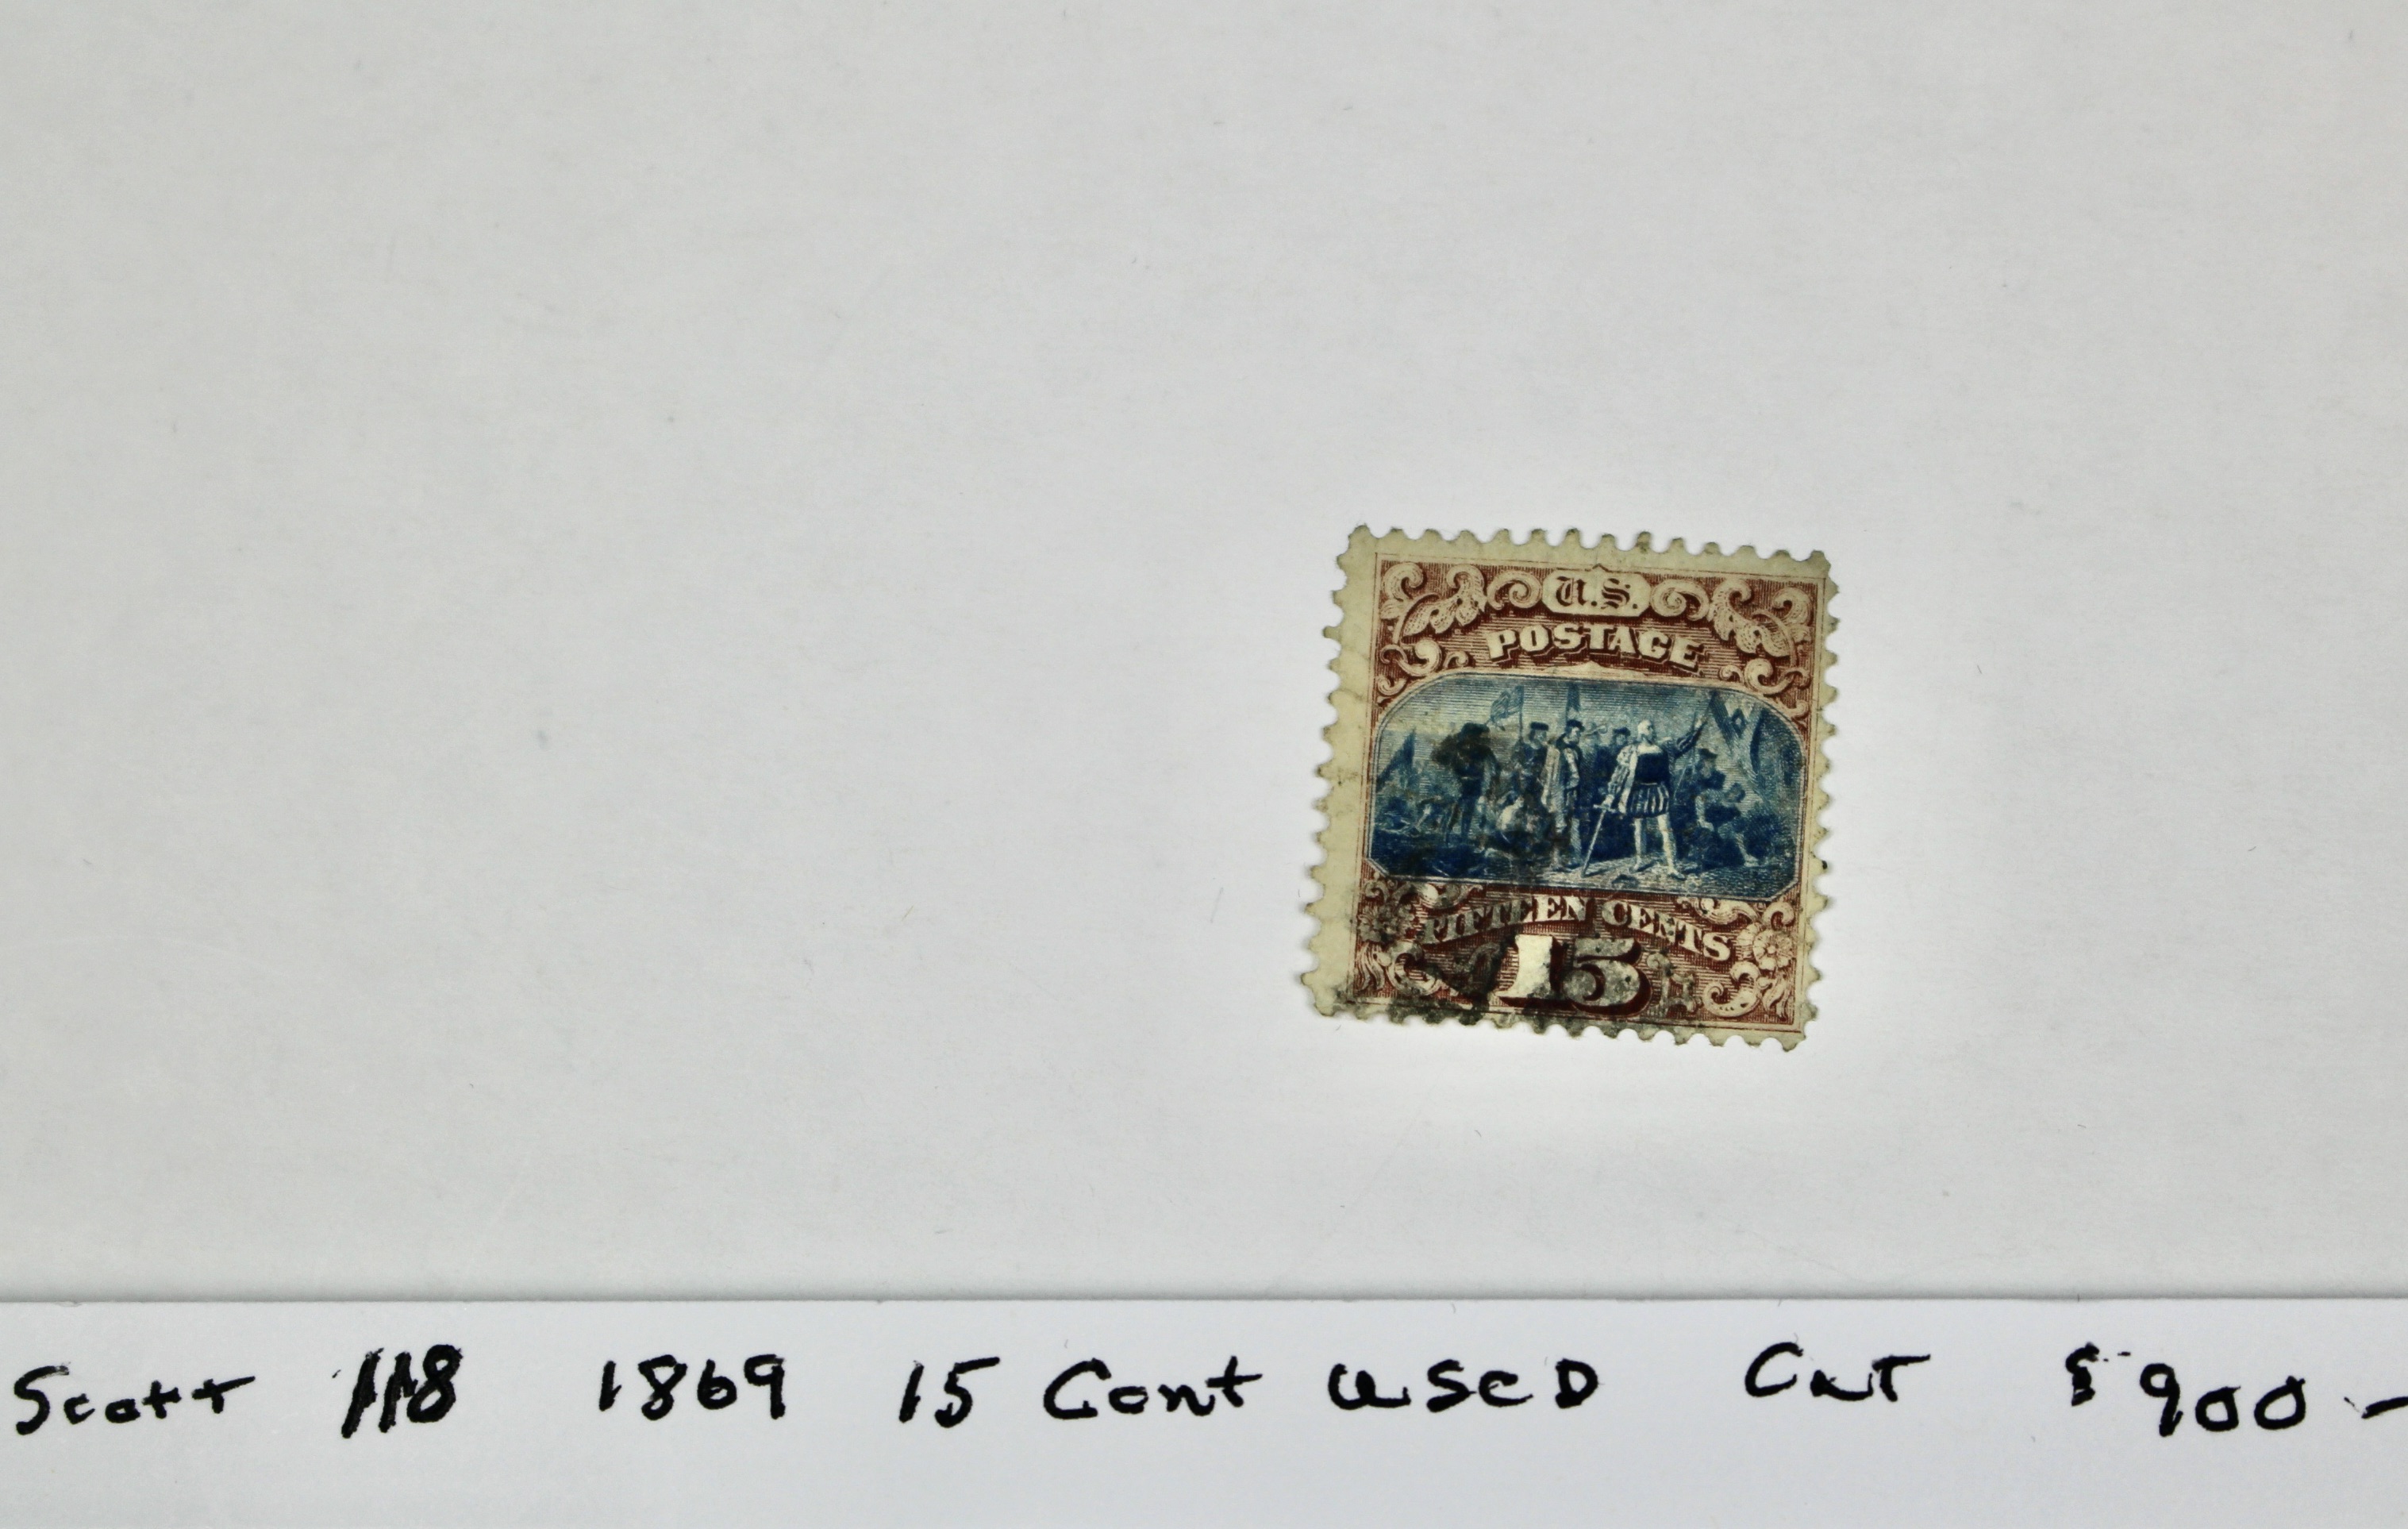 U.S.
POSTAGE
FIFTEEN CENTS
15
Scott 118 1869 15 Cent USED CAT $900-